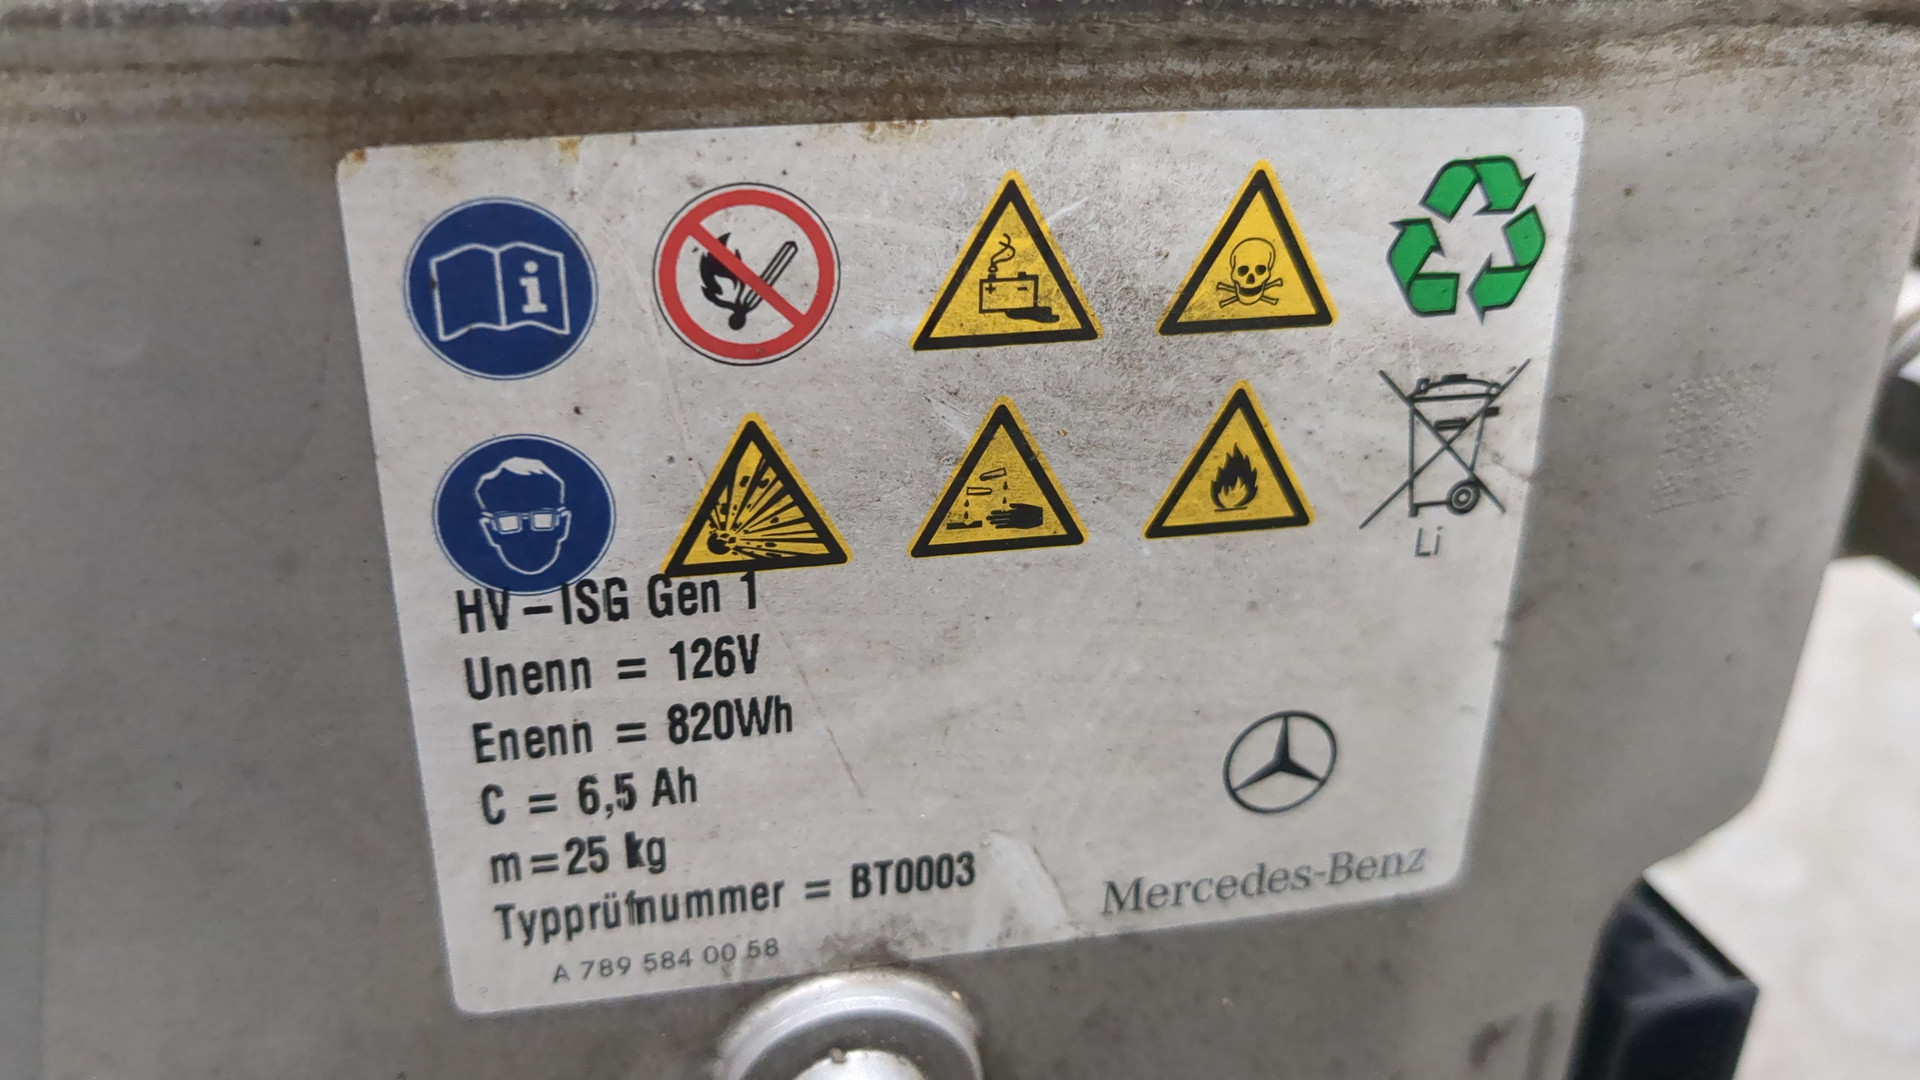 Li
HV-ISG Gen 1
Unenn = 126V
Enenn = 820Wh
C = 6,5 Ah
m=25 kg
Typprüfnummer = BT0003
A 789 584 00 58
Mercedes-Benz